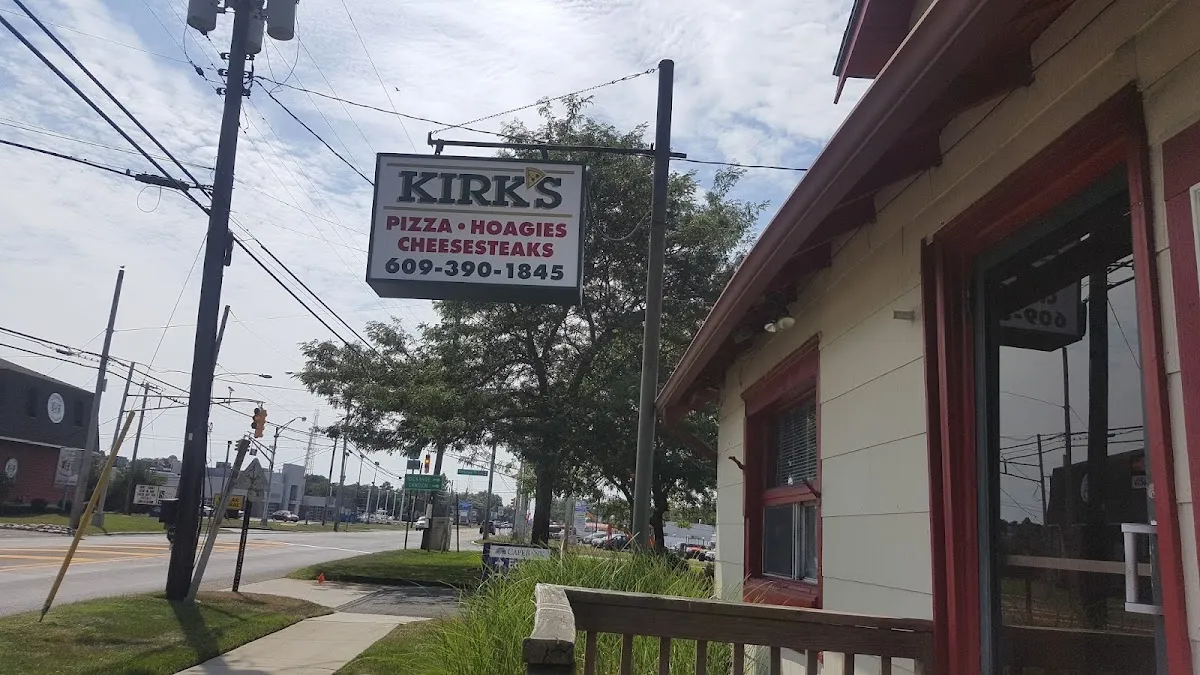 KIRK'S
PIZZA • HOAGIES
CHEESESTEAKS
609-390-1845